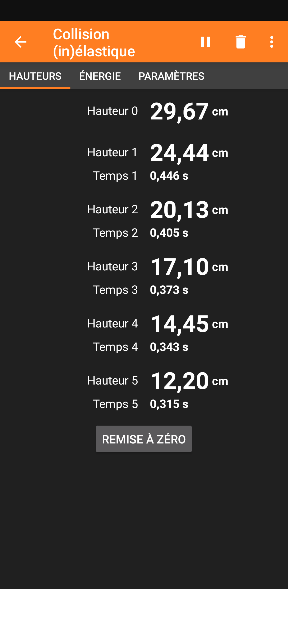 Collision
(in)élastique
HAUTEURS ÉNERGIE PARAMÈTRES
Hauteur 0 29,67 cm
Hauteur 1 24,44 cm
Temps 1 0,446 s
Hauteur 2 20,13 cm
Temps 2 0,405 s
Hauteur 3 17,10 cm
Temps 3 0,373 s
Hauteur 4 14,45 cm
Temps 4 0,343 s
Hauteur 5 12,20 cm
Temps 5 0,315 s
REMISE À ZÉRO